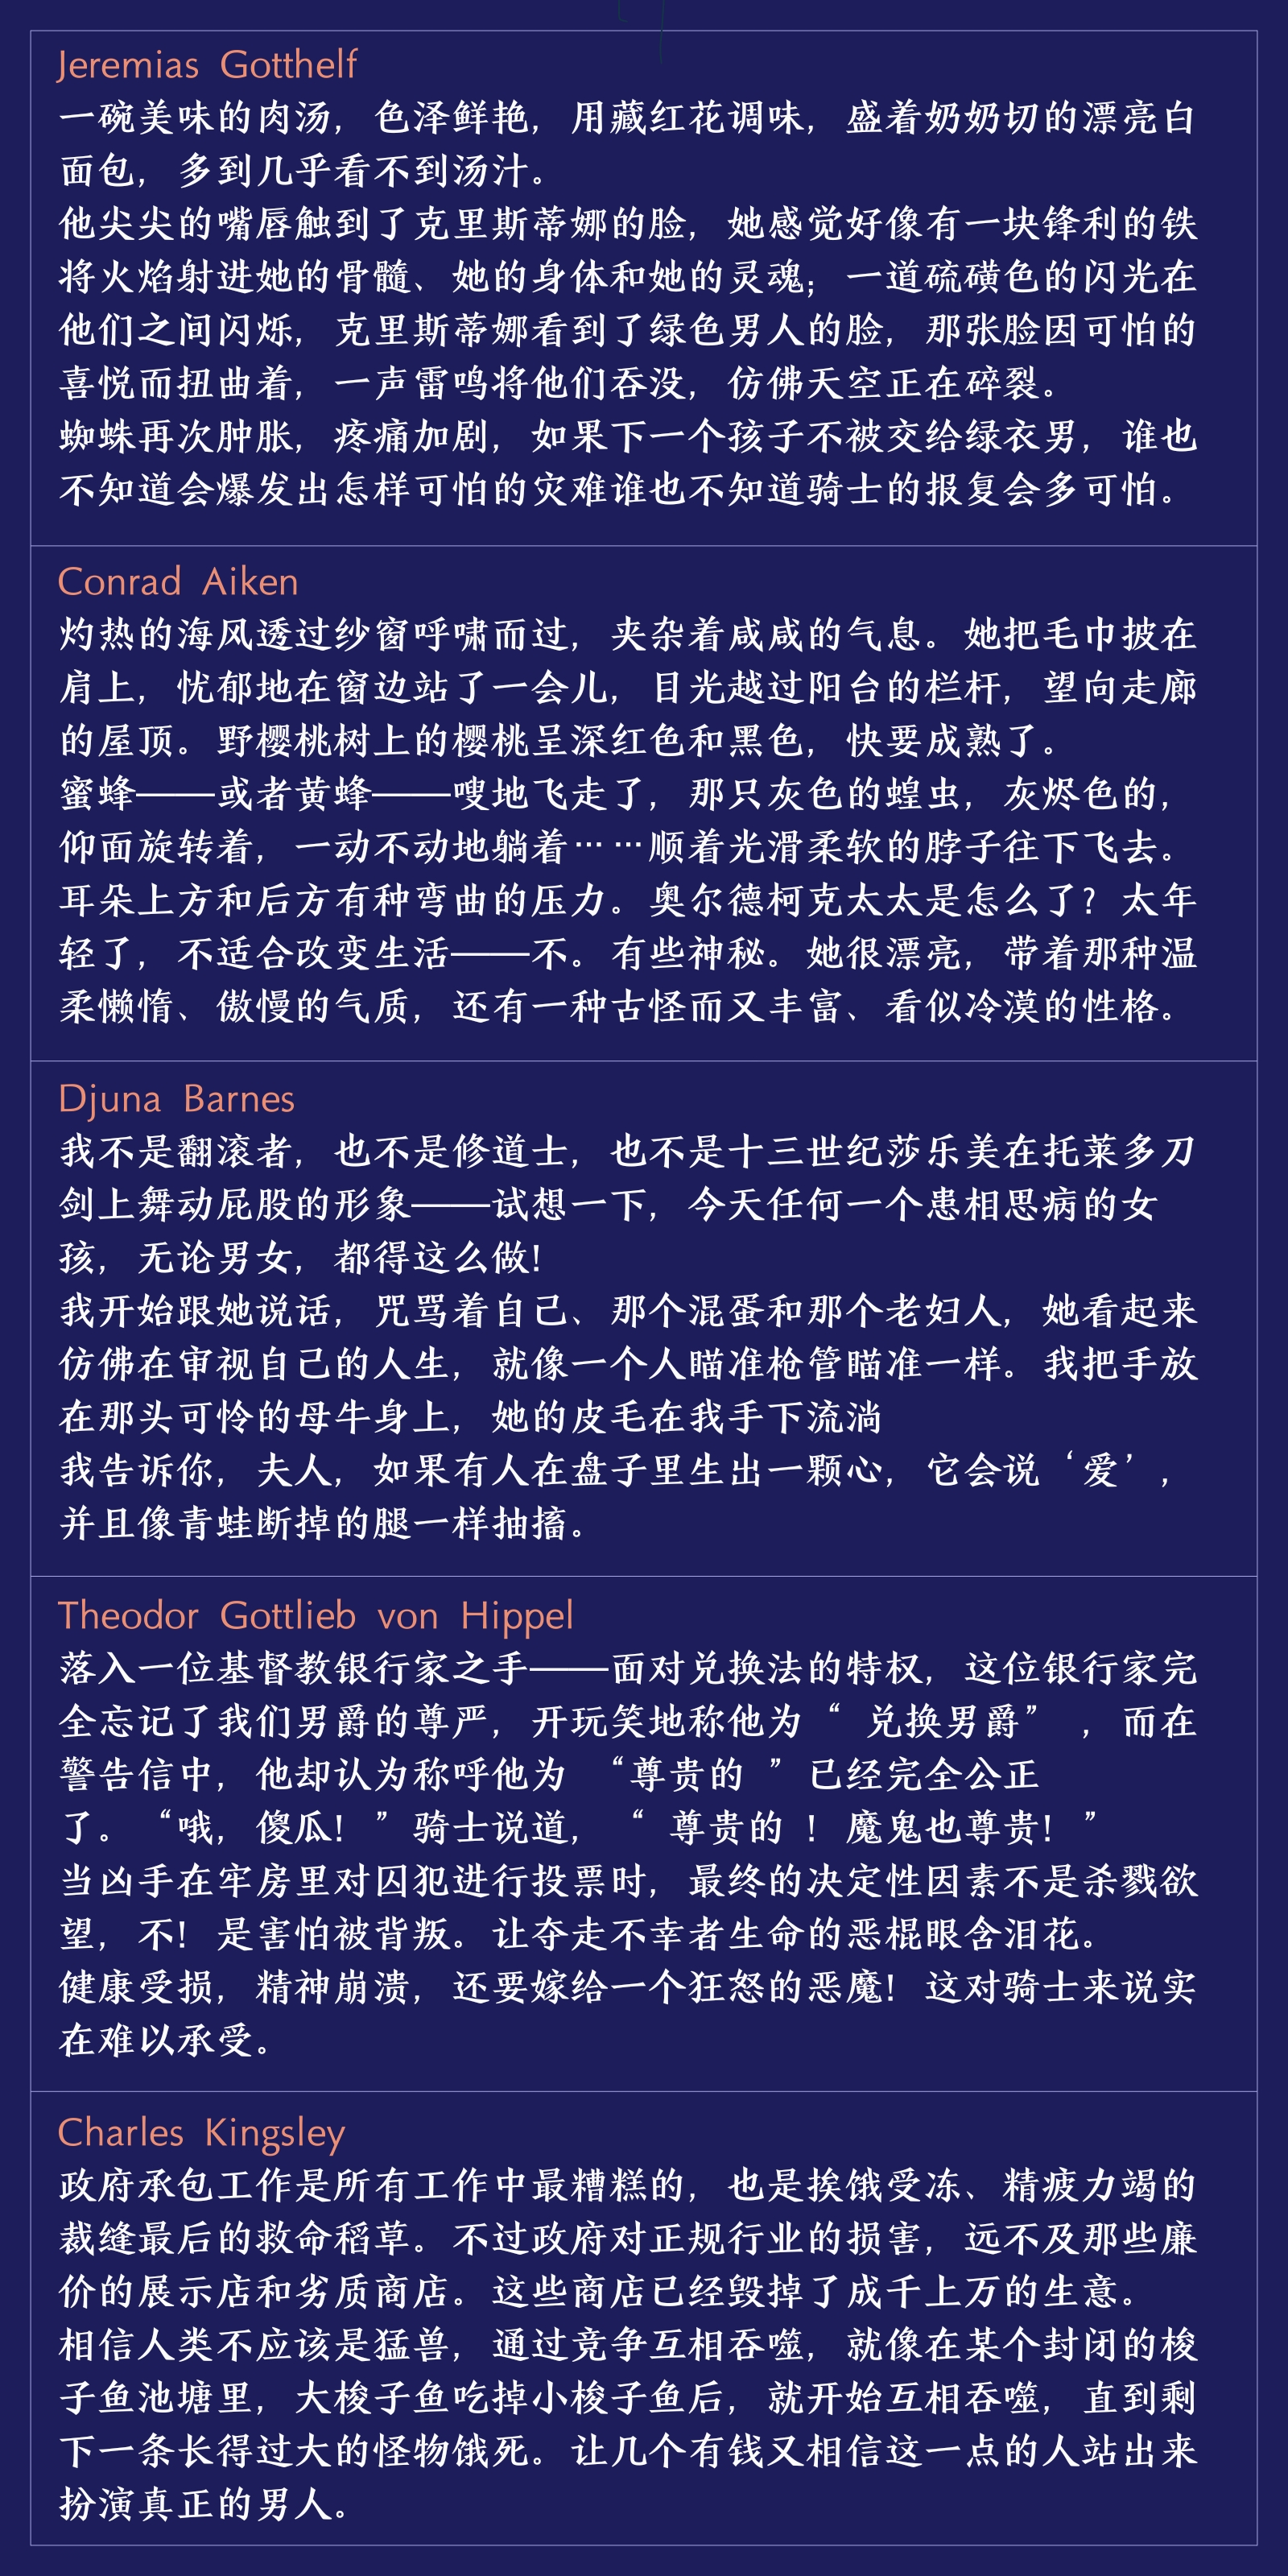 Jeremias Gotthelf
一碗美味的肉汤，色泽鲜艳，用藏红花调味，盛着奶奶切的漂亮白
面包，多到几乎看不到汤汁。
他尖尖的嘴唇触到了克里斯蒂娜的脸，她感觉好像有一块锋利的铁
将火焰射进她的骨髓、她的身体和她的灵魂；一道硫磺色的闪光在
他们之间闪烁，克里斯蒂娜看到了绿色男人的脸，那张脸因可怕的
喜悦而扭曲着，一声雷鸣将他们吞没，仿佛天空正在碎裂。
蜘蛛再次肿胀，疼痛加剧，如果下一个孩子不被交给绿衣男，谁也
不知道会爆发出怎样可怕的灾难谁也不知道骑士的报复会多可怕。
Conrad Aiken
灼热的海风透过纱窗呼啸而过，夹杂着咸咸的气息。她把毛巾披在
肩上，忧郁地在窗边站了一会儿，目光越过阳台的栏杆，望向走廊
的屋顶。野樱桃树上的樱桃呈深红色和黑色，快要成熟了。
蜜蜂——或者黄蜂——嗖地飞走了，那只灰色的蝗虫，灰烬色的，
仰面旋转着，一动不动地躺着……顺着光滑柔软的脖子往下飞去。
耳朵上方和后方有种弯曲的压力。奥尔德柯克太太是怎么了？太年
轻了，不适合改变生活——不。有些神秘。她很漂亮，带着那种温
柔懒惰、傲慢的气质，还有一种古怪而又丰富、看似冷漠的性格。
Djuna Barnes
我不是翻滚者，也不是修道士，也不是十三世纪莎乐美在托莱多刀
剑上舞动屁股的形象——试想一下，今天任何一个患相思病的女
孩，无论男女，都得这么做！
我开始跟她说话，咒骂着自己、那个混蛋和那个老妇人，她看起来
仿佛在审视自己的人生，就像一个人瞄准枪管瞄准一样。我把手放
在那头可怜的母牛身上，她的皮毛在我手下流淌
我告诉你，夫人，如果有人在盘子里生出一颗心，它会说‘爱’，
并且像青蛙断掉的腿一样抽搐。
Theodor Gottlieb von Hippel
落入一位基督教银行家之手——面对兑换法的特权，这位银行家完
全忘记了我们男爵的尊严，开玩笑地称他为“ 兑换男爵” ，而在
警告信中，他却认为称呼他为 “尊贵的 ”已经完全公正
了。“哦，傻瓜！ ”骑士说道， “ 尊贵的 ！魔鬼也尊贵！ ”
当凶手在牢房里对囚犯进行投票时，最终的决定性因素不是杀戮欲
望，不！是害怕被背叛。让夺走不幸者生命的恶棍眼含泪花。
健康受损，精神崩溃，还要嫁给一个狂怒的恶魔！这对骑士来说实
在难以承受。
Charles Kingsley
政府承包工作是所有工作中最糟糕的，也是挨饿受冻、精疲力竭的
裁缝最后的救命稻草。不过政府对正规行业的损害，远不及那些廉
价的展示店和劣质商店。这些商店已经毁掉了成千上万的生意。
相信人类不应该是猛兽，通过竞争互相吞噬，就像在某个封闭的梭
子鱼池塘里，大梭子鱼吃掉小梭子鱼后，就开始互相吞噬，直到剩
下一条长得过大的怪物饿死。让几个有钱又相信这一点的人站出来
扮演真正的男人。